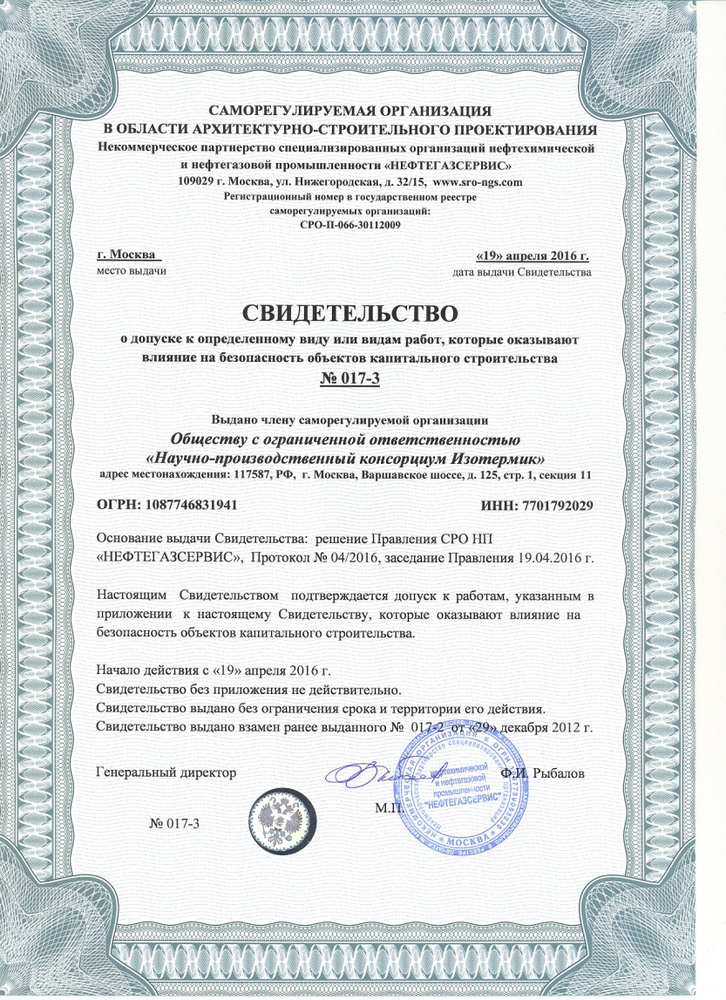 САМОРЕГУЛИРУЕМАЯ ОРГАНИЗАЦИЯ
В ОБЛАСТИ АРХИТЕКТУРНО-СТРОИТЕЛЬНОГО ПРОЕКТИРОВАНИЯ
Некоммерческое партнерство специализированных организаций нефтехимической
и нефтегазовой промышленности «НЕФТЕГАЗСЕРВИС»
109029 г. Москва, ул. Нижегородская, д. 32/15, www.sro-ngs.com
Регистрационный номер в государственном реестре
саморегулируемых организаций:
СРО-П-066-30112009
г. Москва «19» апреля 2016 г.
место выдачи дата выдачи Свидетельства
СВИДЕТЕЛЬСТВО
о допуске к определенному виду или видам работ, которые оказывают
влияние на безопасность объектов капитального строительства
№ 017-3
Выдано члену саморегулируемой организации
Обществу с ограниченной ответственностью
«Научно-производственный консорциум Изотермик»
адрес местонахождения: 117587, РФ, г. Москва, Варшавское шоссе, д. 125, стр. 1, секция 11
ОГРН: 1087746831941 ИНН: 7701792029
Основание выдачи Свидетельства: решение Правления СРО НП
«НЕФТЕГАЗСЕРВИС», Протокол № 04/2016, заседание Правления 19.04.2016 г.
Настоящим Свидетельством подтверждается допуск к работам, указанным в
приложении к настоящему Свидетельству, которые оказывают влияние на
безопасность объектов капитального строительства.
Начало действия с «19» апреля 2016 г.
Свидетельство без приложения не действительно.
Свидетельство выдано без ограничения срока и территории его действия.
Свидетельство выдано взамен ранее выданного № 017-2 от «29» декабря 2012 г.
Генеральный директор Ф.И. Рыбалов
М.П.
№ 017-3
НЕКОММЕРЧЕСКАЯ ОРГАНИЗАЦИЯ * ОГРН
* МОСКВА *
Некоммерческое партнерство специализированных организаций
нефтехимической
и нефтегазовой
промышленности
"НЕФТЕГАЗСЕРВИС"